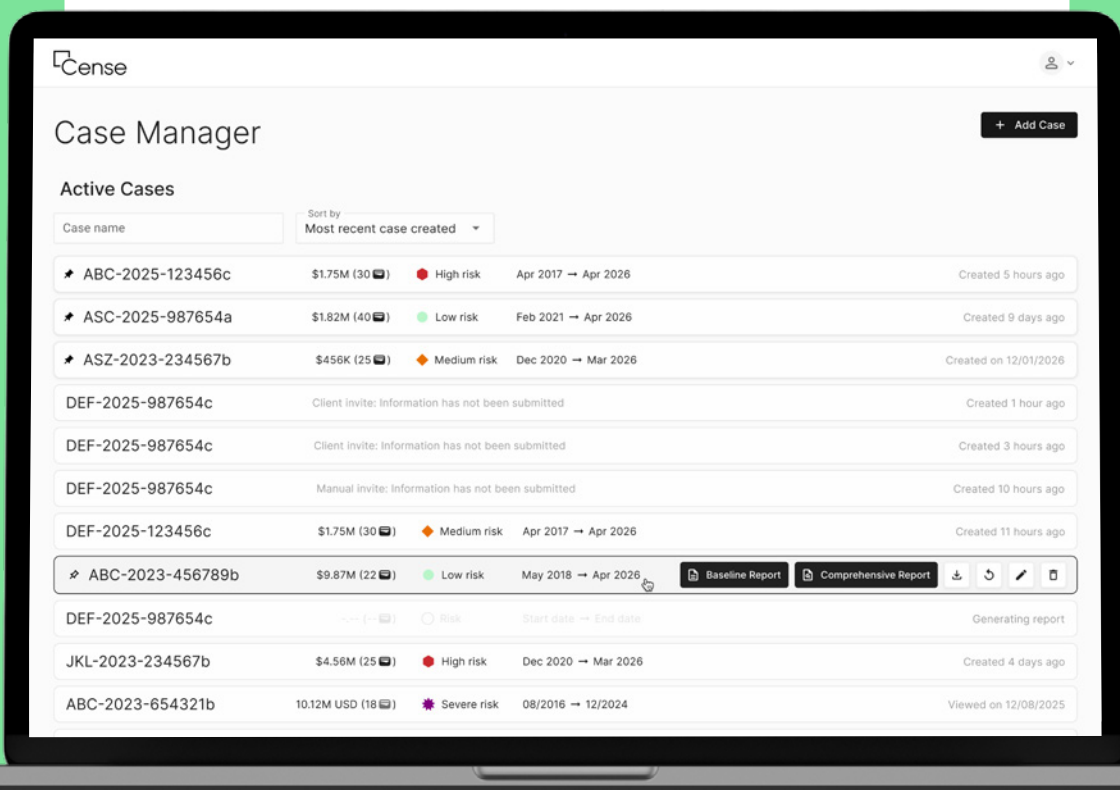 Cense
Case Manager
+ Add Case
Active Cases
Case name
Sort by
Most recent case created
ABC-2025-123456c $1.75M (30) High risk Apr 2017 → Apr 2026 Created 5 hours ago
ASC-2025-987654a $1.82M (40) Low risk Feb 2021 → Apr 2026 Created 9 days ago
ASZ-2023-234567b $456K (25) Medium risk Dec 2020 → Mar 2026 Created on 12/01/2026
DEF-2025-987654c Client invite: Information has not been submitted Created 1 hour ago
DEF-2025-987654c Client invite: Information has not been submitted Created 3 hours ago
DEF-2025-987654c Manual invite: Information has not been submitted Created 10 hours ago
DEF-2025-123456c $1.75M (30) Medium risk Apr 2017 → Apr 2026 Created 11 hours ago
ABC-2023-456789b $9.87M (22) Low risk May 2018 → Apr 2026 Baseline Report Comprehensive Report
DEF-2025-987654c -.-- (--) Risk Start date → End date Generating report
JKL-2023-234567b $4.56M (25) High risk Dec 2020 → Mar 2026 Created 4 days ago
ABC-2023-654321b 10.12M USD (18) Severe risk 08/2016 → 12/2024 Viewed on 12/08/2025